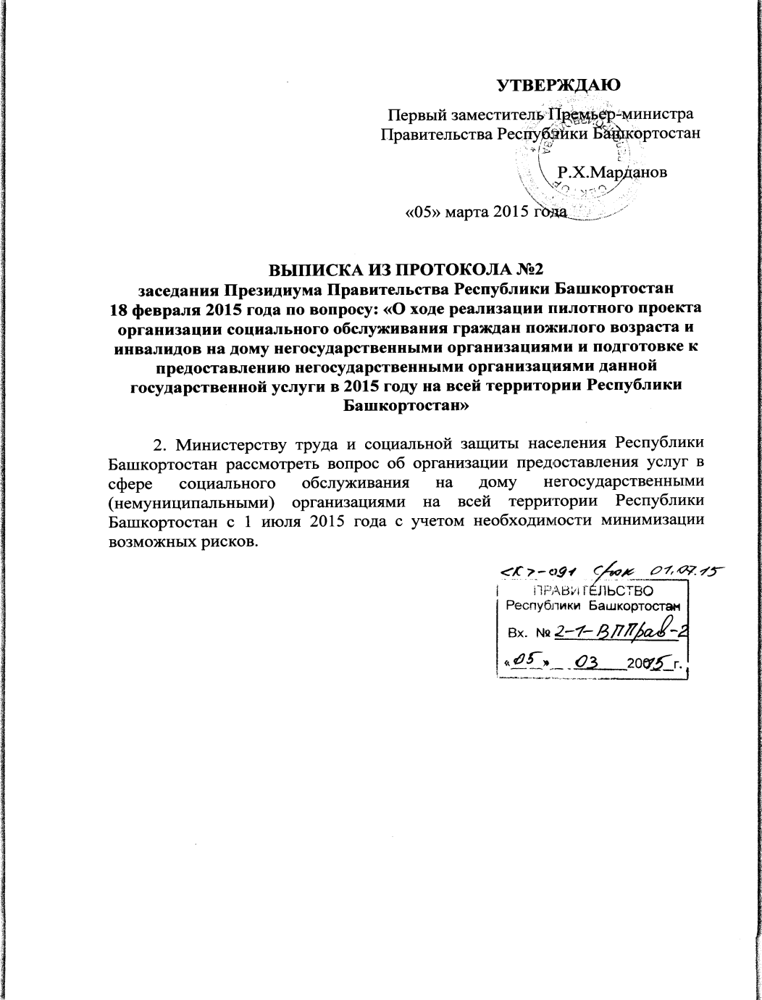 УТВЕРЖДАЮ
Первый заместитель Премьер-министра
Правительства Республики Башкортостан
Р.Х.Марданов
«05» марта 2015 года
ВЫПИСКА ИЗ ПРОТОКОЛА №2
заседания Президиума Правительства Республики Башкортостан
18 февраля 2015 года по вопросу: «О ходе реализации пилотного проекта
организации социального обслуживания граждан пожилого возраста и
инвалидов на дому негосударственными организациями и подготовке к
предоставлению негосударственными организациями данной
государственной услуги в 2015 году на всей территории Республики
Башкортостан»
2. Министерству труда и социальной защиты населения Республики
Башкортостан рассмотреть вопрос об организации предоставления услуг в
сфере социального обслуживания на дому негосударственными
(немуниципальными) организациями на всей территории Республики
Башкортостан с 1 июля 2015 года с учетом необходимости минимизации
возможных рисков.
<К>-091 срок 01.07.15
ПРАВИТЕЛЬСТВО
Республики Башкортостан
Вх. № 2-1-ВППрав-2
«05» 03 2015 г.